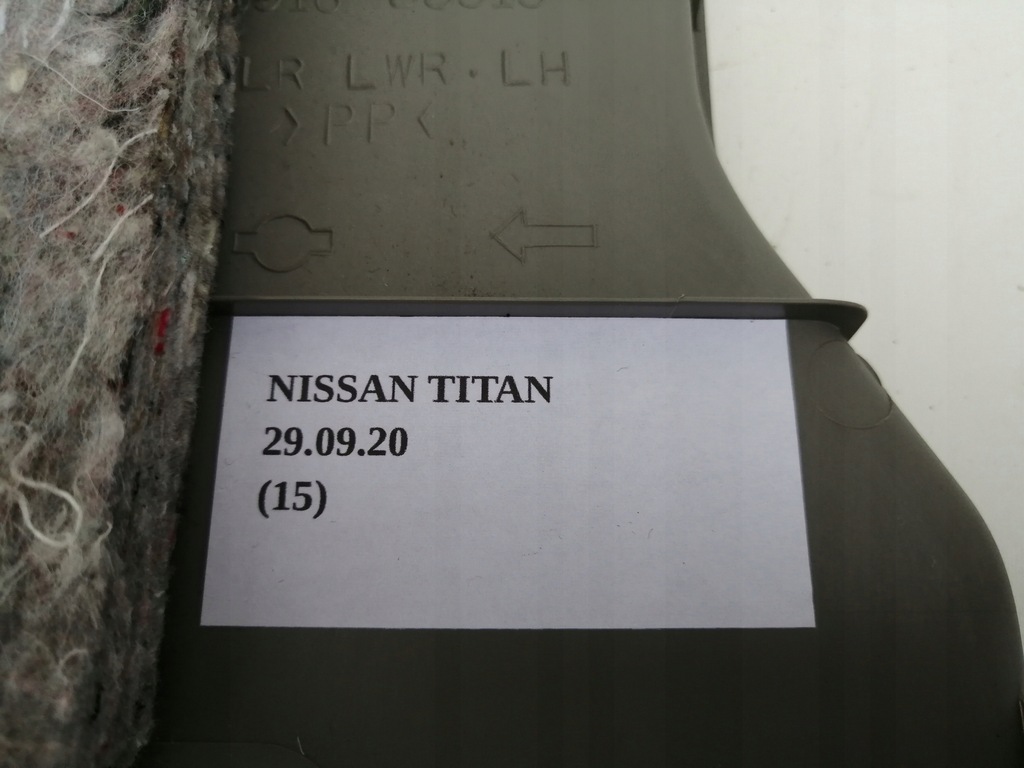 LR LWR·LH
>PP<
NISSAN TITAN
29.09.20
(15)